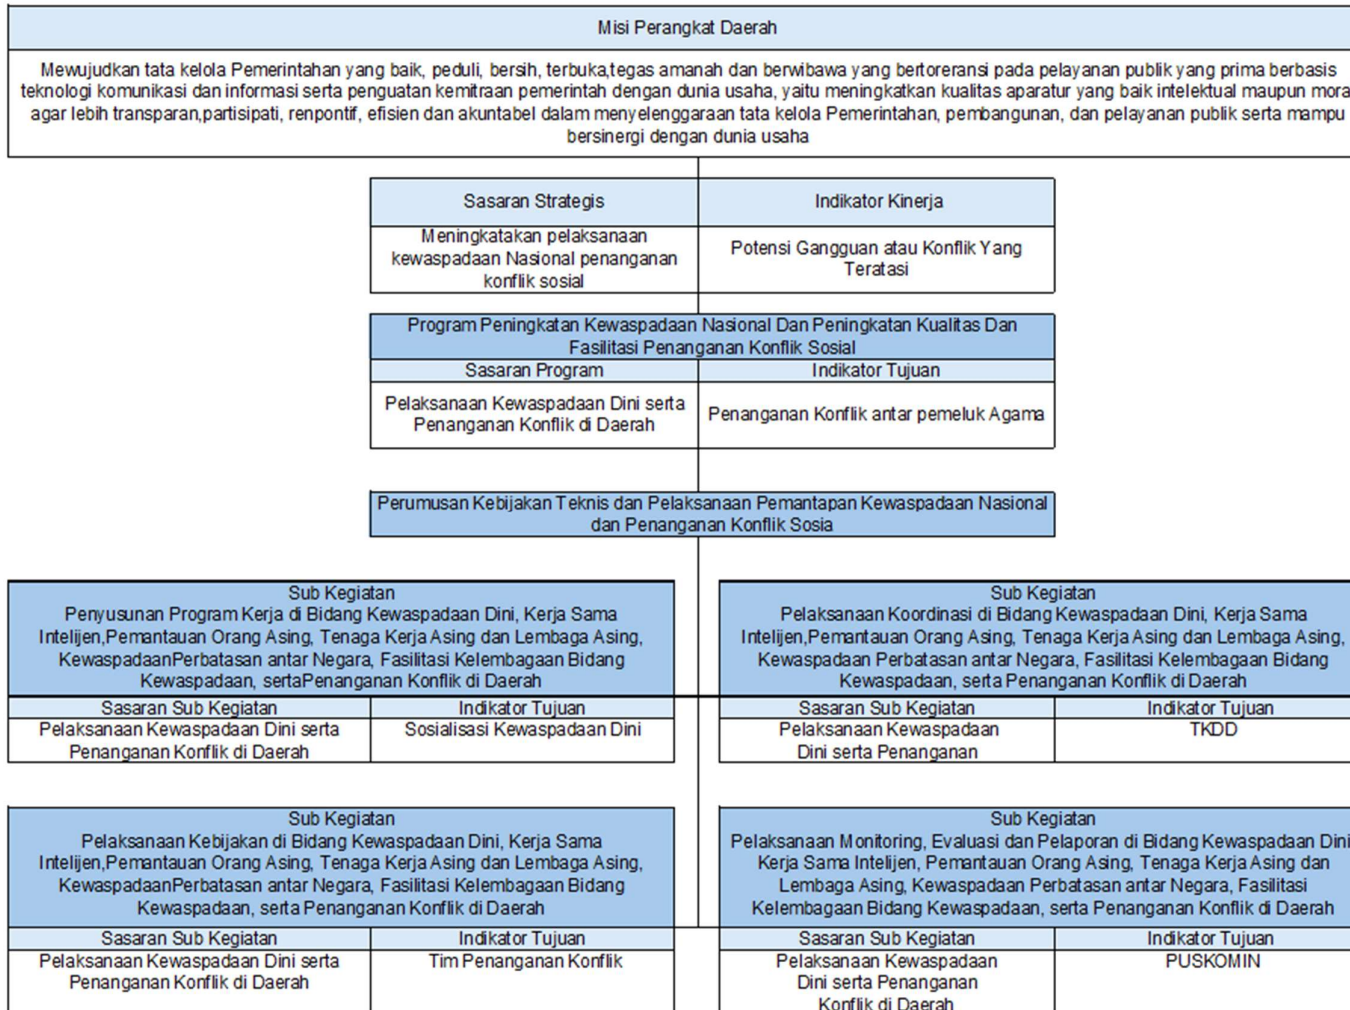 Misi Perangkat Daerah
Mewujudkan tata kelola Pemerintahan yang baik, peduli, bersih, terbuka,tegas amanah dan berwibawa yang bertoreransi pada pelayanan publik yang prima berbasis
teknologi komunikasi dan informasi serta penguatan kemitraan pemerintah dengan dunia usaha, yaitu meningkatkan kualitas aparatur yang baik intelektual maupun mora
agar lebih transparan,partisipati, renpontif, efisien dan akuntabel dalam menyelenggaraan tata kelola Pemerintahan, pembangunan, dan pelayanan publik serta mampu
bersinergi dengan dunia usaha
Sasaran Strategis
Indikator Kinerja
Meningkatakan pelaksanaan
kewaspadaan Nasional penanganan
konflik sosial
Potensi Gangguan atau Konflik Yang
Teratasi
Program Peningkatan Kewaspadaan Nasional Dan Peningkatan Kualitas Dan
Fasilitasi Penanganan Konflik Sosial
Sasaran Program
Indikator Tujuan
Pelaksanaan Kewaspadaan Dini serta
Penanganan Konflik di Daerah
Penanganan Konflik antar pemeluk Agama
Perumusan Kebijakan Teknis dan Pelaksanaan Pemantapan Kewaspadaan Nasional
dan Penanganan Konflik Sosia
Sub Kegiatan
Penyusunan Program Kerja di Bidang Kewaspadaan Dini, Kerja Sama
Intelijen,Pemantauan Orang Asing, Tenaga Kerja Asing dan Lembaga Asing,
KewaspadaanPerbatasan antar Negara, Fasilitasi Kelembagaan Bidang
Kewaspadaan, sertaPenanganan Konflik di Daerah
Sasaran Sub Kegiatan
Indikator Tujuan
Pelaksanaan Kewaspadaan Dini serta
Penanganan Konflik di Daerah
Sosialisasi Kewaspadaan Dini
Sub Kegiatan
Pelaksanaan Koordinasi di Bidang Kewaspadaan Dini, Kerja Sama
Intelijen,Pemantauan Orang Asing, Tenaga Kerja Asing dan Lembaga Asing,
Kewaspadaan Perbatasan antar Negara, Fasilitasi Kelembagaan Bidang
Kewaspadaan, serta Penanganan Konflik di Daerah
Sasaran Sub Kegiatan
Indikator Tujuan
Pelaksanaan Kewaspadaan
Dini serta Penanganan
TKDD
Sub Kegiatan
Pelaksanaan Kebijakan di Bidang Kewaspadaan Dini, Kerja Sama
Intelijen,Pemantauan Orang Asing, Tenaga Kerja Asing dan Lembaga Asing,
KewaspadaanPerbatasan antar Negara, Fasilitasi Kelembagaan Bidang
Kewaspadaan, serta Penanganan Konflik di Daerah
Sasaran Sub Kegiatan
Indikator Tujuan
Pelaksanaan Kewaspadaan Dini serta
Penanganan Konflik di Daerah
Tim Penanganan Konflik
Sub Kegiatan
Pelaksanaan Monitoring, Evaluasi dan Pelaporan di Bidang Kewaspadaan Dini
Kerja Sama Intelijen, Pemantauan Orang Asing, Tenaga Kerja Asing dan
Lembaga Asing, Kewaspadaan Perbatasan antar Negara, Fasilitasi
Kelembagaan Bidang Kewaspadaan, serta Penanganan Konflik di Daerah
Sasaran Sub Kegiatan
Indikator Tujuan
Pelaksanaan Kewaspadaan
Dini serta Penanganan
Konflik di Daerah
PUSKOMIN